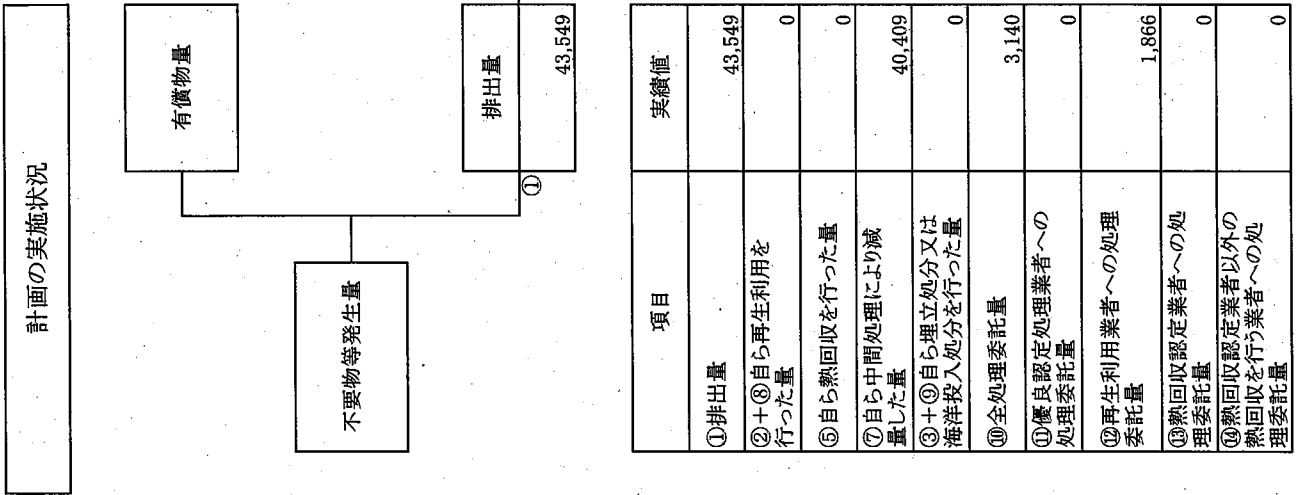 計画の実施状況
有償物量
不要物等発生量
排出量
①
43,549
項目
実績値
①排出量
43,549
②+⑧自ら再生利用を
行った量
0
⑤自ら熱回収を行った量
0
⑦自ら中間処理により減
量した量
40,409
③+⑨自ら埋立処分又は
海洋投入処分を行った量
0
⑩全処理委託量
3,140
⑪優良認定処理業者への
処理委託量
0
⑫再生利用業者への処理
委託量
1,866
⑬熱回収認定業者への処
理委託量
0
⑭熱回収認定業者以外の
熱回収を行う業者への処
理委託量
0